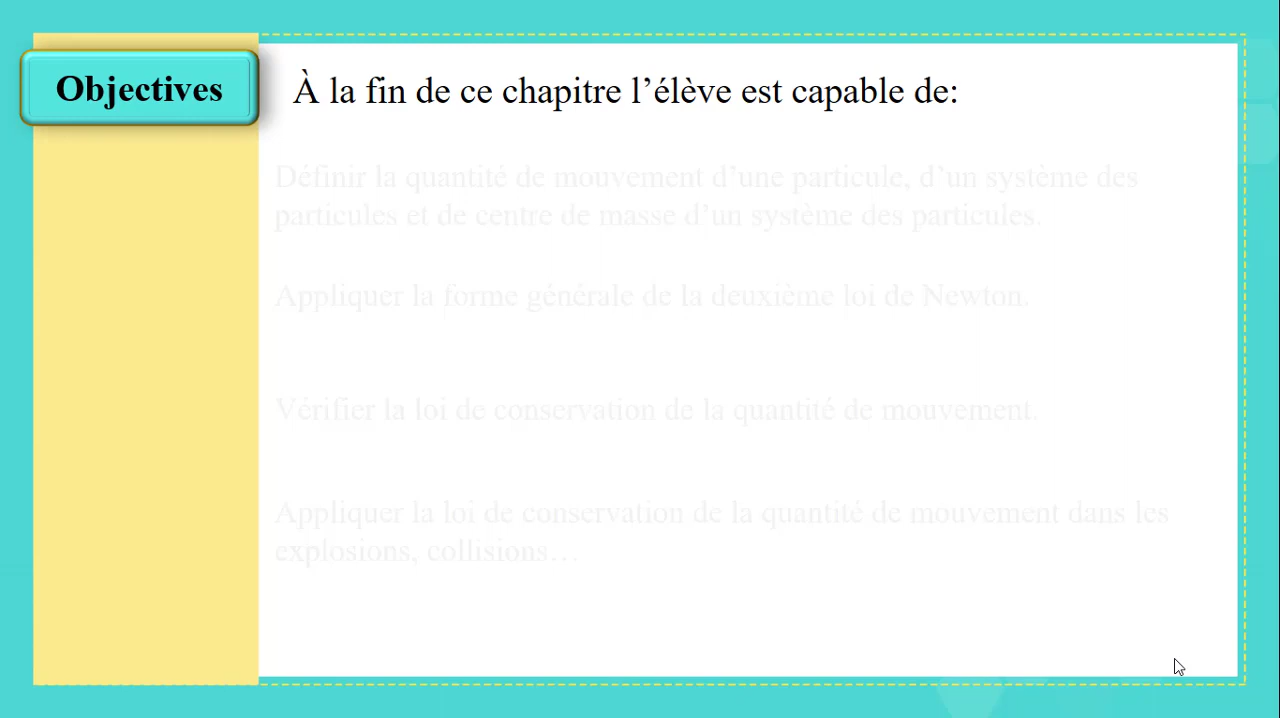 Objectives
À la fin de ce chapitre l’élève est capable de:
Définir la quantité de mouvement d’une particule, d’un système des
particules et de centre de masse d’un système des particules.
Appliquer la forme générale de la deuxième loi de Newton.
Vérifier la loi de conservation de la quantité de mouvement.
Appliquer la loi de conservation de la quantité de mouvement dans les
explosions, collisions…